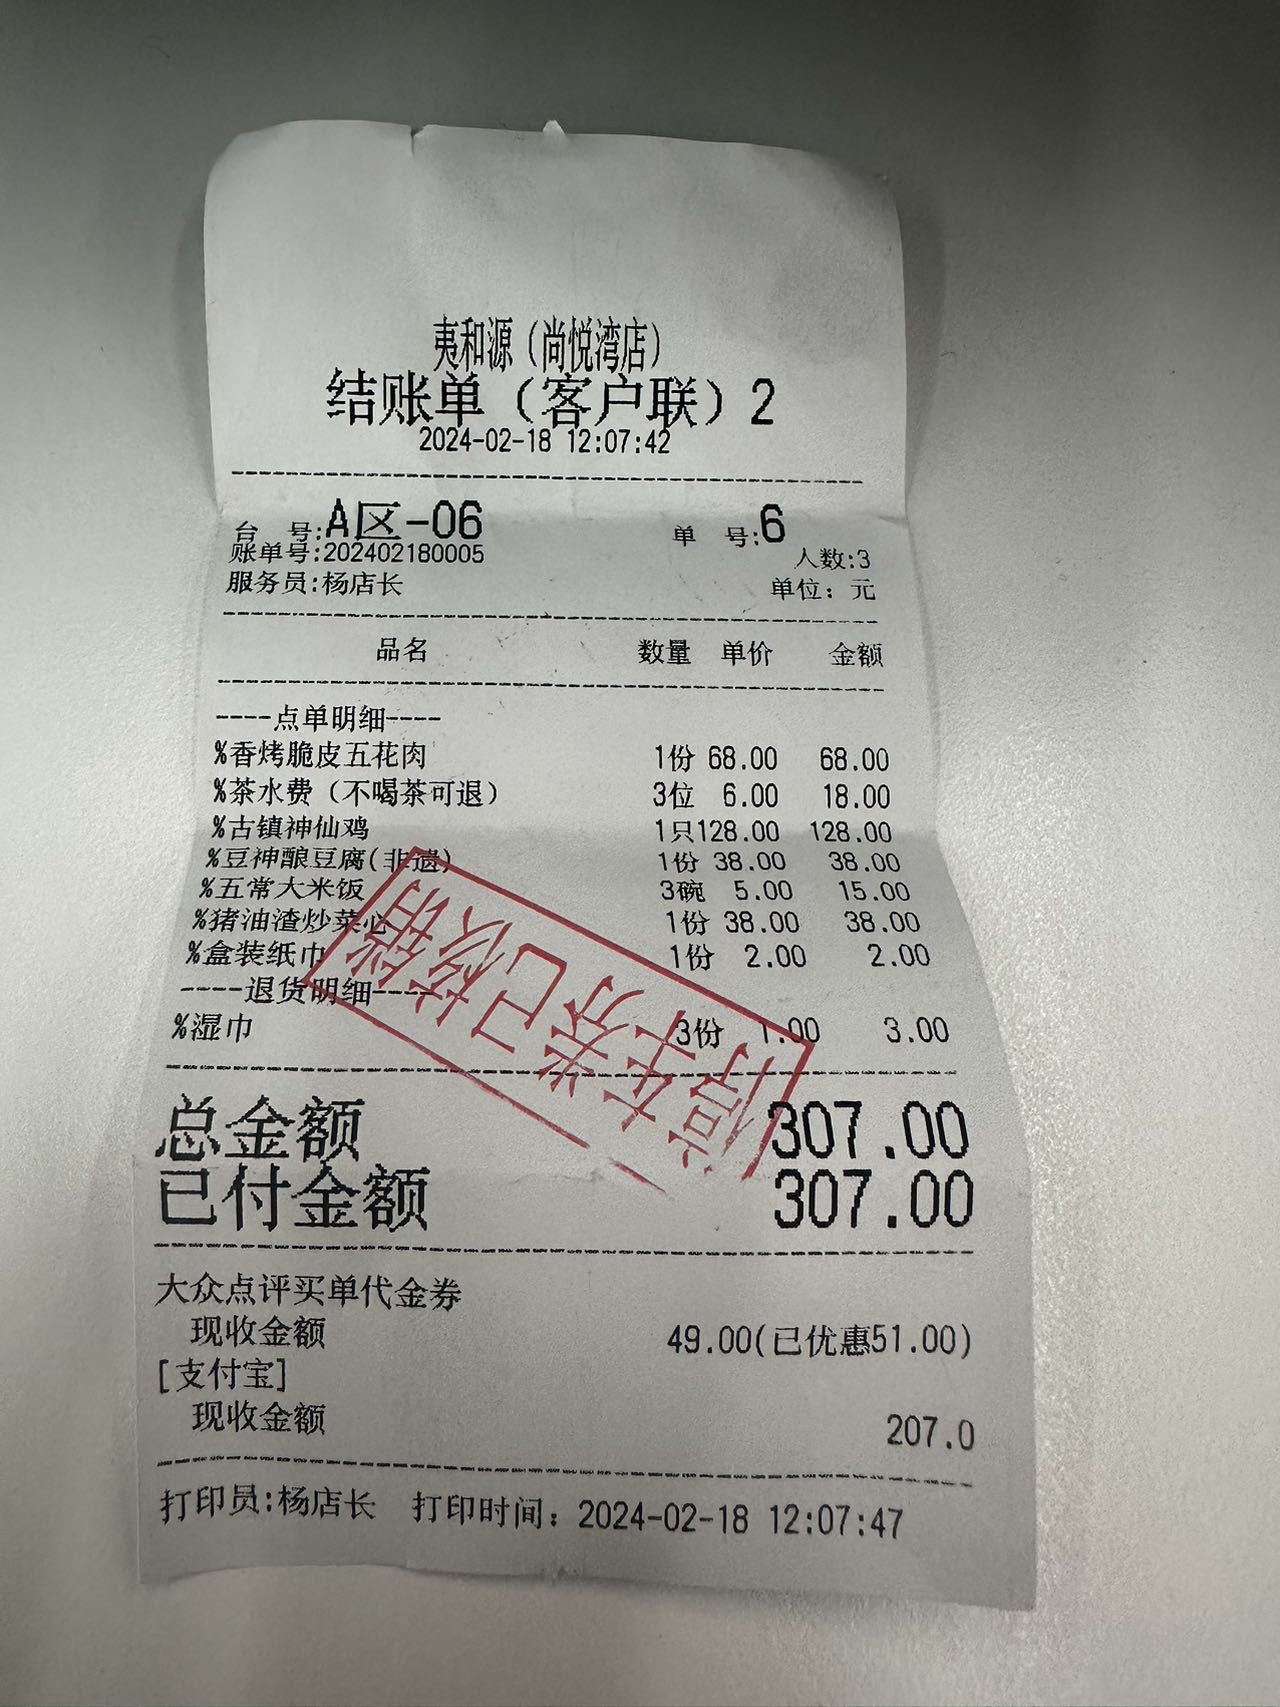 夷和源（尚悦湾店）
结账单（客户联）2
2024-02-18 12:07:42
台 号:A区-06 单 号:6
账单号:202402180005 人数:3
服务员:杨店长 单位：元
品名 数量 单价 金额
----点单明细----
%香烤脆皮五花肉 1份 68.00 68.00
%茶水费（不喝茶可退） 3位 6.00 18.00
%古镇神仙鸡 1只128.00 128.00
%豆神酿豆腐(非遗) 1份 38.00 38.00
%五常大米饭 3碗 5.00 15.00
%猪油渣炒菜心 1份 38.00 38.00
%盒装纸巾 1份 2.00 2.00
----退货明细----
%湿巾 3份 1.00 3.00
停车券已核销
总金额 307.00
已付金额 307.00
大众点评买单代金券
现收金额 49.00(已优惠51.00)
[支付宝]
现收金额 207.0
打印员:杨店长 打印时间：2024-02-18 12:07:47